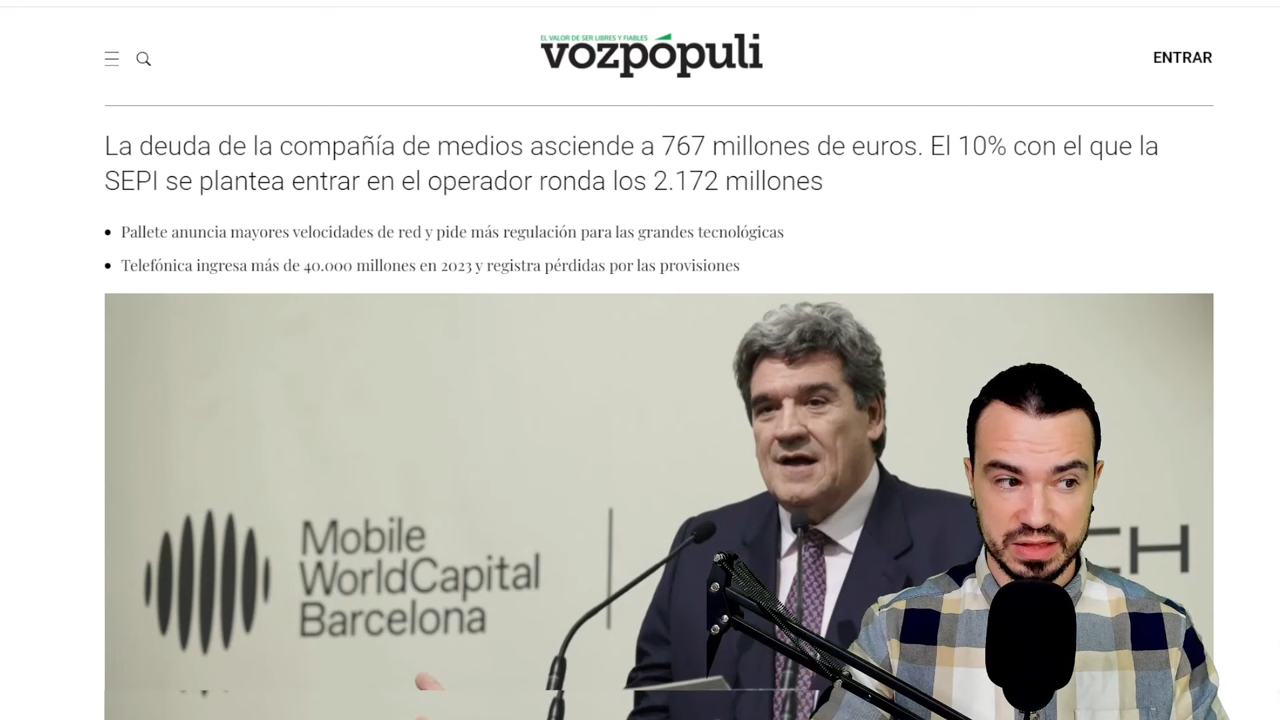 EL VALOR DE SER LIBRES Y FIABLES
vozpópuli
ENTRAR
La deuda de la compañía de medios asciende a 767 millones de euros. El 10% con el que la
SEPI se plantea entrar en el operador ronda los 2.172 millones
Pallete anuncia mayores velocidades de red y pide más regulación para las grandes tecnológicas
Telefónica ingresa más de 40.000 millones en 2023 y registra pérdidas por las provisiones
Mobile
WorldCapital
Barcelona